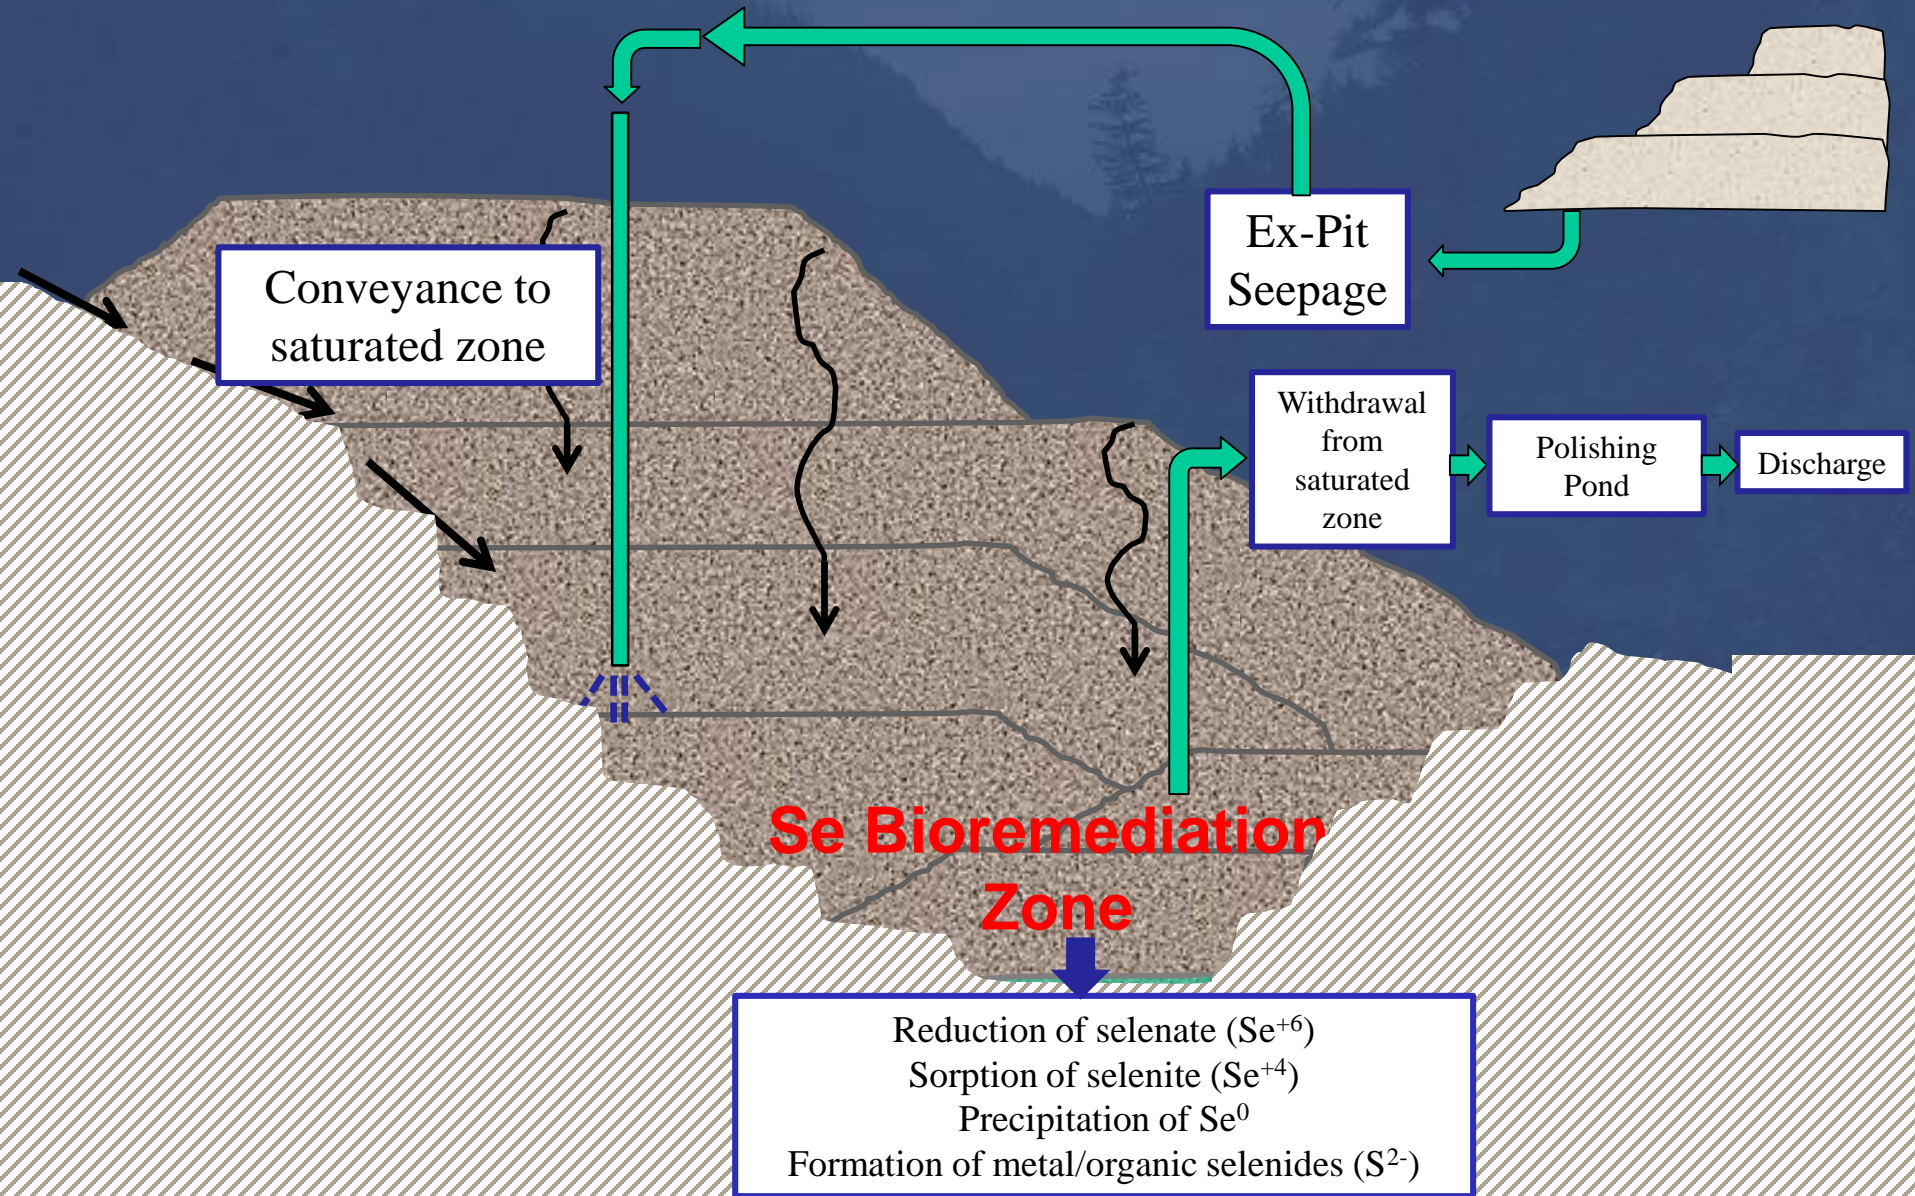 Ex-Pit
Seepage
Conveyance to
saturated zone
Withdrawal
from
saturated
zone
Polishing
Pond
Discharge
Se Bioremediation
Zone
Reduction of selenate (Se⁺⁶)
Sorption of selenite (Se⁺⁴)
Precipitation of Se⁰
Formation of metal/organic selenides (S²⁻)